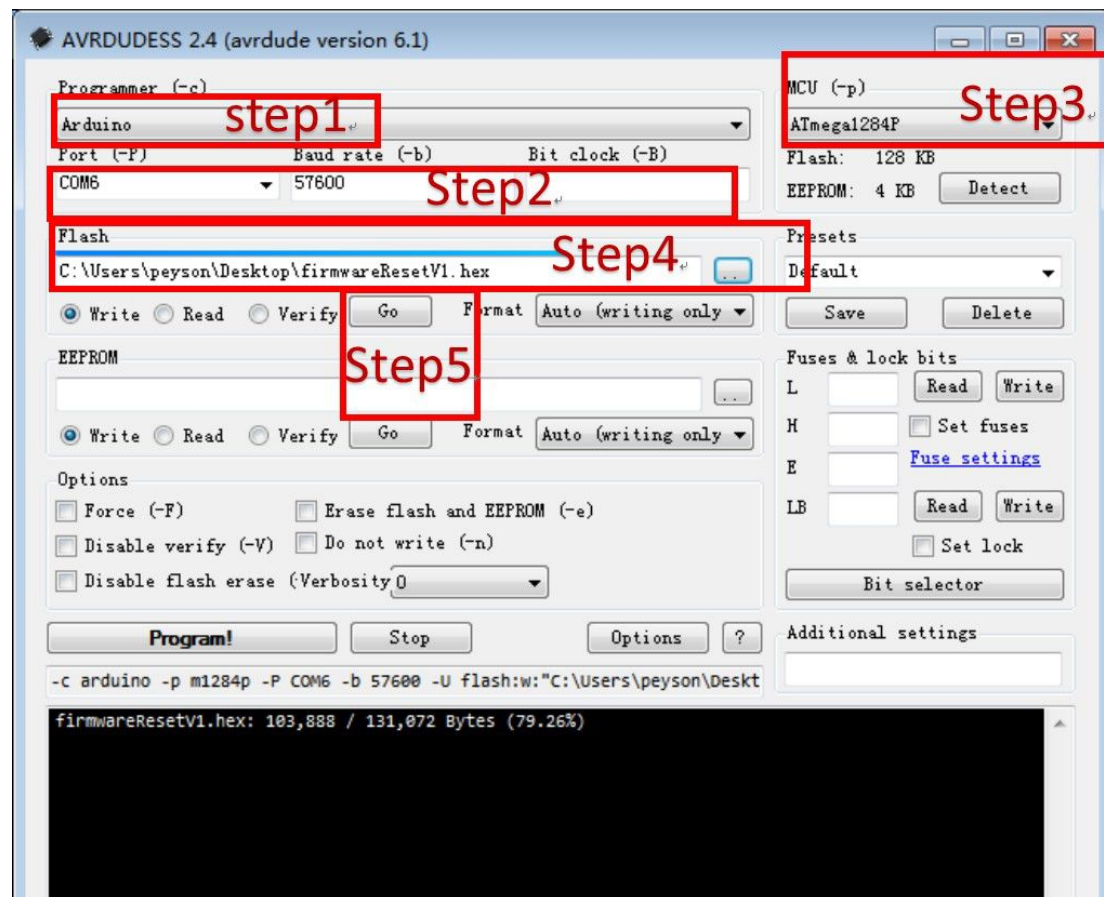 AVRDUDESS 2.4 (avrdude version 6.1)
Programmer (-c)
Arduino
step1
Port (-P) Baud rate (-b) Bit clock (-B)
COM6 57600
Step2
MCU (-p)
ATmega1284P
Step3
Flash: 128 KB
EEPROM: 4 KB Detect
Flash
Step4
C:\Users\peyson\Desktop\firmwareResetV1.hex ..
Write Read Verify Go Format Auto (writing only
Step5
Presets
Default
Save Delete
EEPROM
..
Write Read Verify Go Format Auto (writing only
Fuses & lock bits
L Read Write
H Set fuses
E Fuse settings
LB Read Write
Set lock
Bit selector
Options
Force (-F) Erase flash and EEPROM (-e)
Disable verify (-V) Do not write (-n)
Disable flash erase (Verbosity 0
Program! Stop Options ?
Additional settings
-c arduino -p m1284p -P COM6 -b 57600 -U flash:w:"C:\Users\peyson\Deskt
firmwareResetV1.hex: 103,888 / 131,072 Bytes (79.26%)